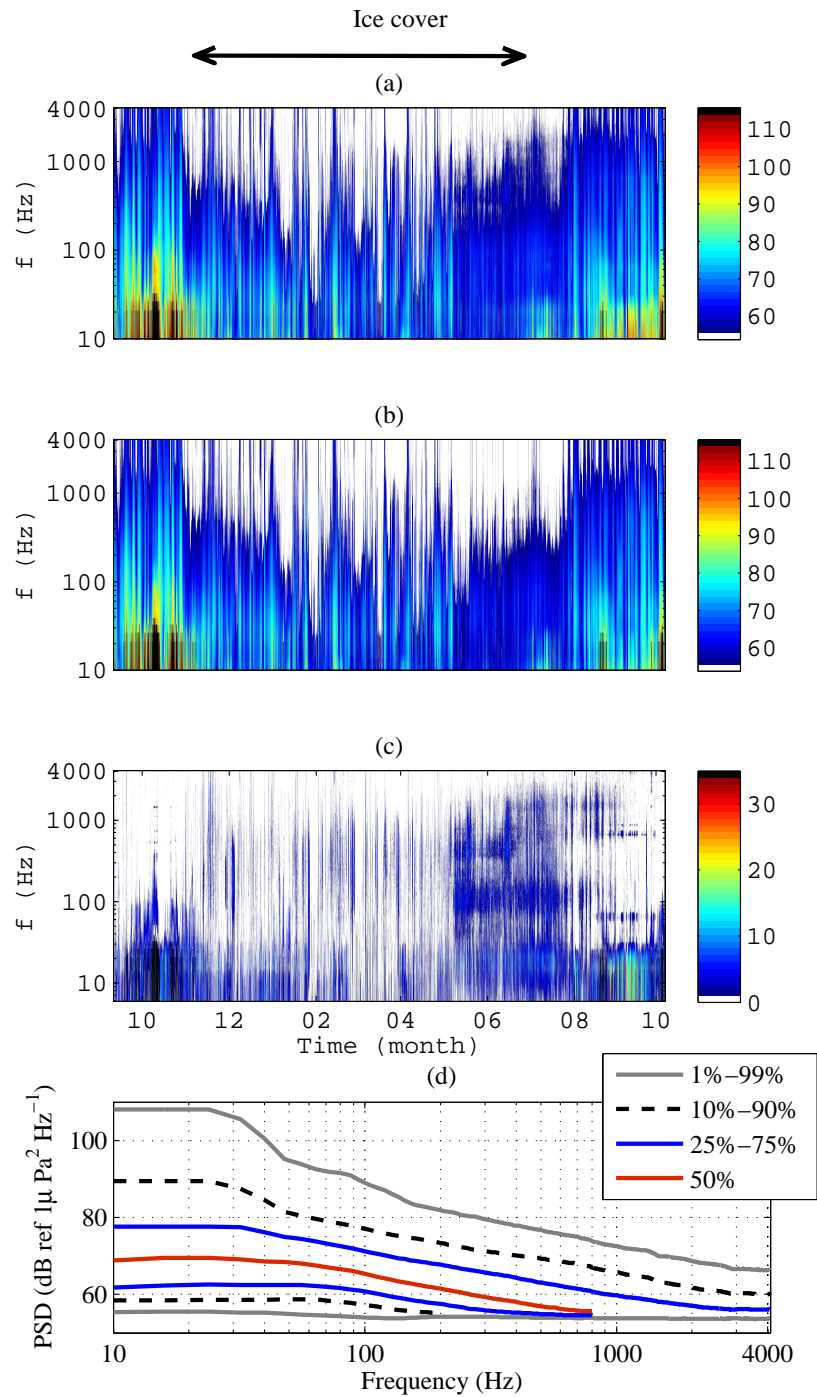 Ice cover
(a)
4000
1000
100
10
f (Hz)
110
100
90
80
70
60
(b)
4000
1000
100
10
f (Hz)
110
100
90
80
70
60
(c)
4000
1000
100
10
f (Hz)
30
20
10
0
10 12 02 04 06 08 10
Time (month)
(d)
1%−99%
10%−90%
25%−75%
50%
100
80
60
PSD (dB ref 1μ Pa² Hz⁻¹)
10 100 1000 4000
Frequency (Hz)